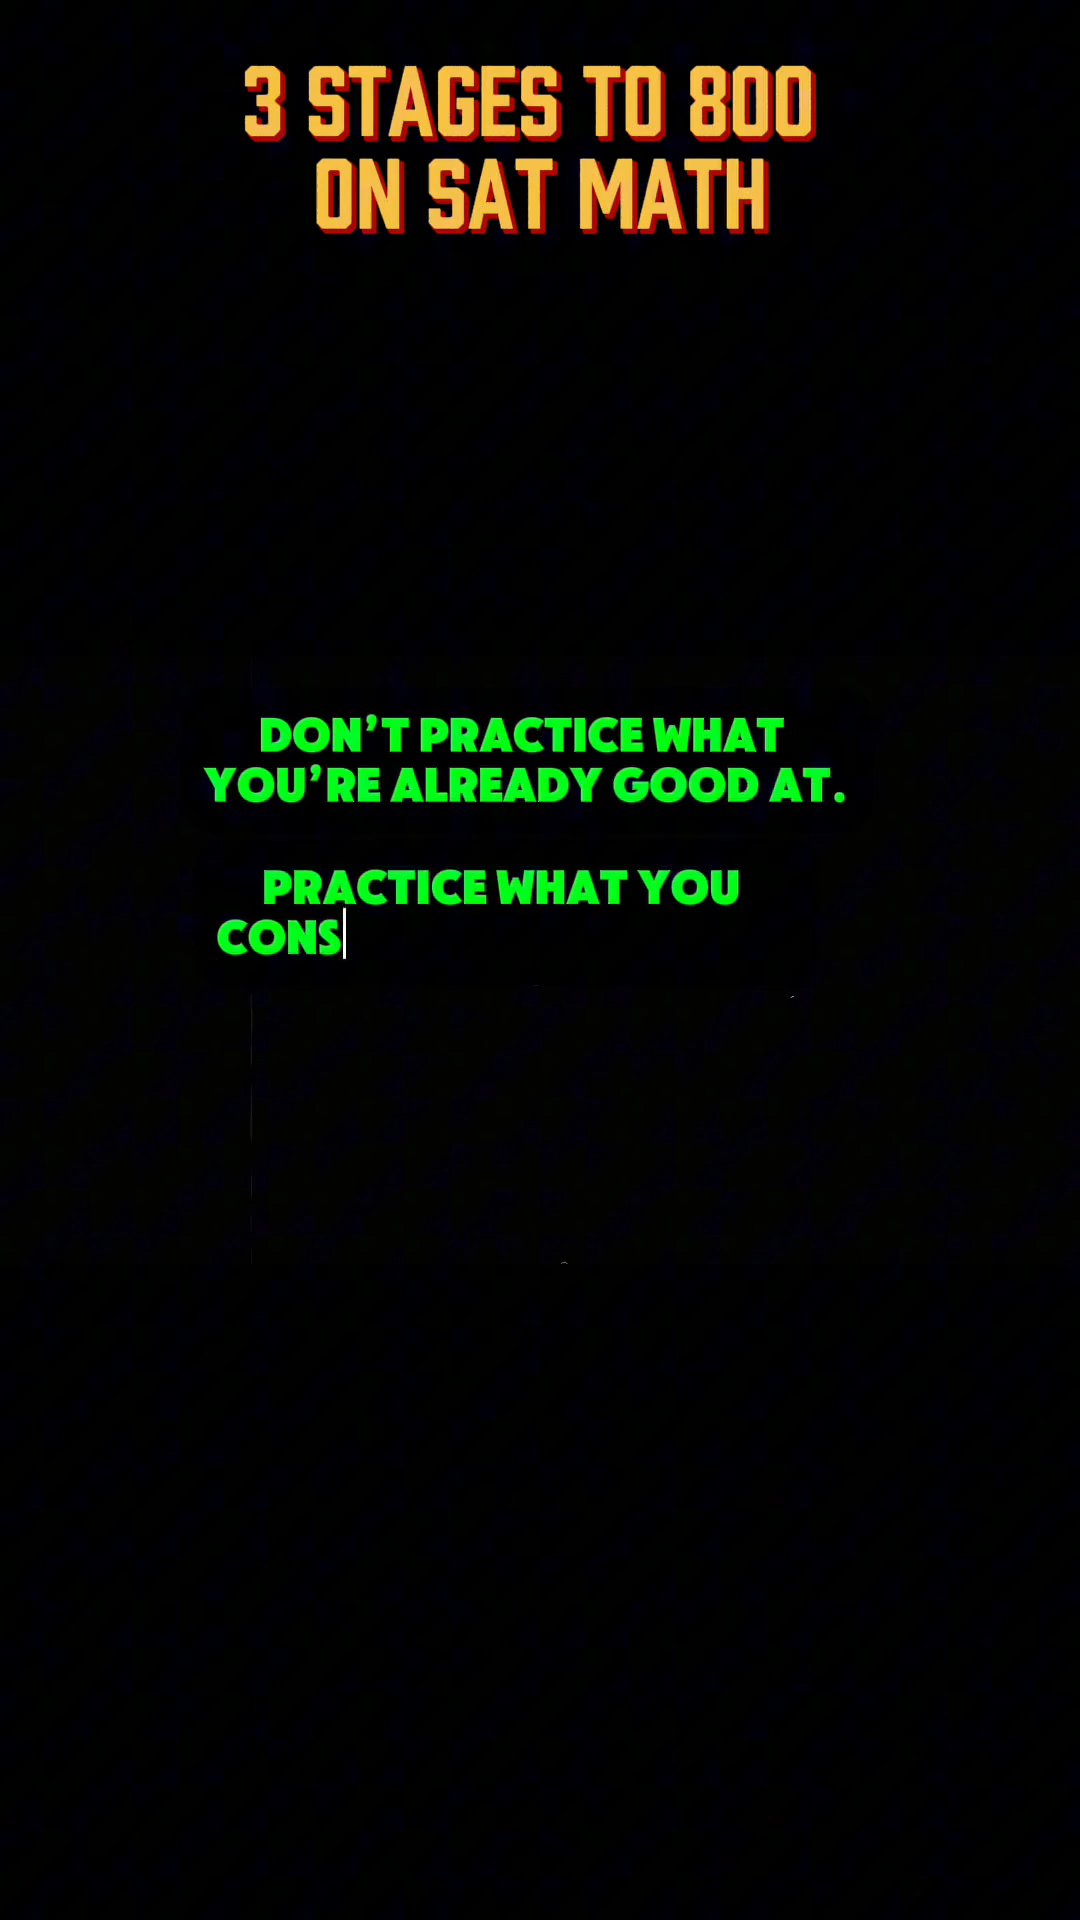 3 STAGES TO 800
ON SAT MATH
DON’T PRACTICE WHAT
YOU’RE ALREADY GOOD AT.
PRACTICE WHAT YOU
CONS